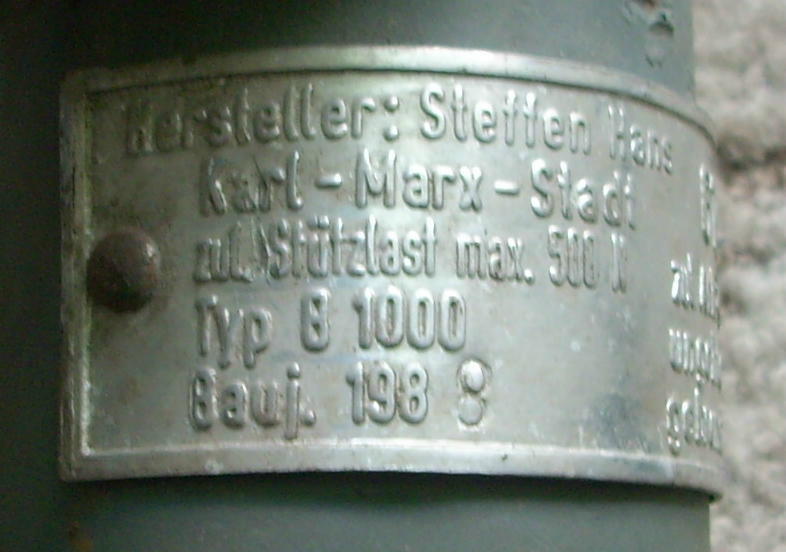 Hersteller: Steffen Hans
Karl-Marx-Stadt
zul. Stützlast max. 500 N
Typ B 1000
Bauj. 198 8